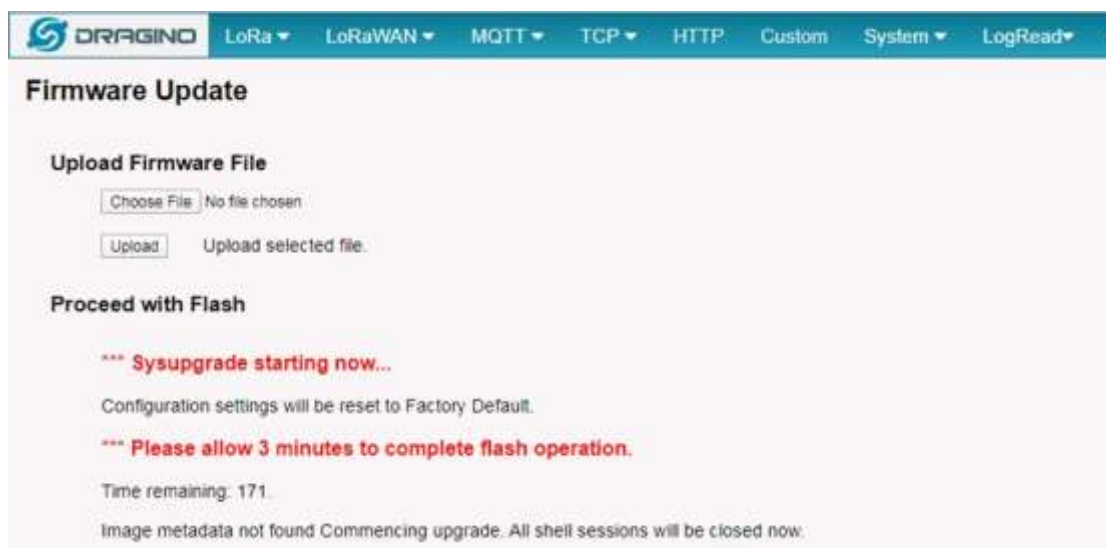 DRAGINO LoRa LoRaWAN MQTT TCP HTTP Custom System LogRead
Firmware Update
Upload Firmware File
Choose File No file chosen
Upload Upload selected file.
Proceed with Flash
*** Sysupgrade starting now...
Configuration settings will be reset to Factory Default.
*** Please allow 3 minutes to complete flash operation.
Time remaining: 171.
Image metadata not found Commencing upgrade. All shell sessions will be closed now.